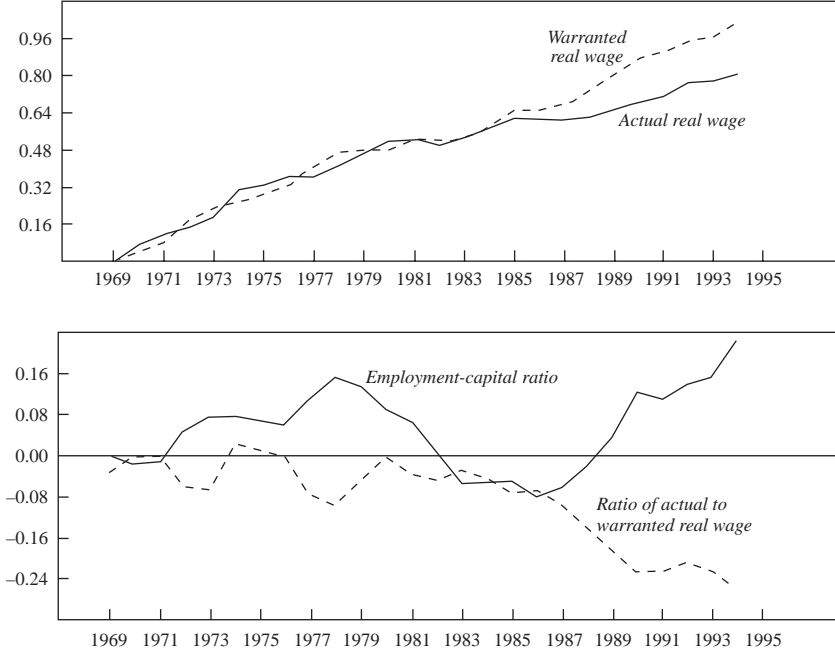 0.96
0.80
0.64
0.48
0.32
0.16
Warranted
real wage
Actual real wage
1969 1971 1973 1975 1977 1979 1981 1983 1985 1987 1989 1991 1993 1995
0.16
0.08
0.00
–0.08
–0.16
–0.24
Employment-capital ratio
Ratio of actual to
warranted real wage
1969 1971 1973 1975 1977 1979 1981 1983 1985 1987 1989 1991 1993 1995